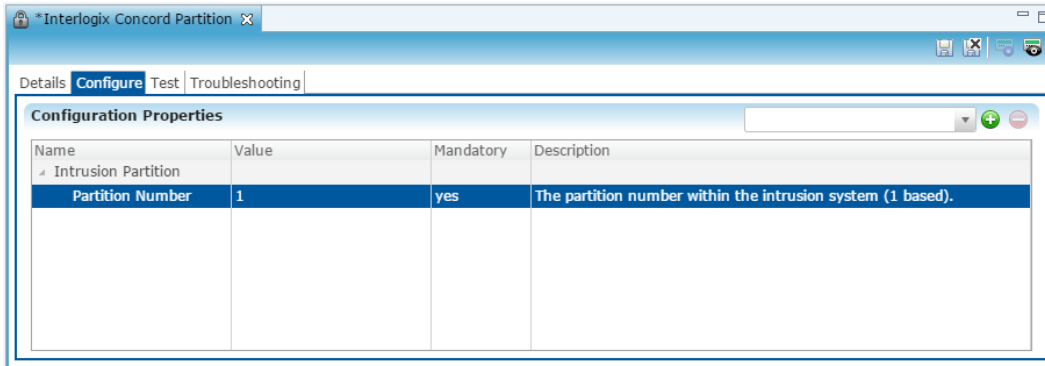 *Interlogix Concord Partition
Details Configure Test Troubleshooting
Configuration Properties
Name Value Mandatory Description
Intrusion Partition
Partition Number 1 yes The partition number within the intrusion system (1 based).